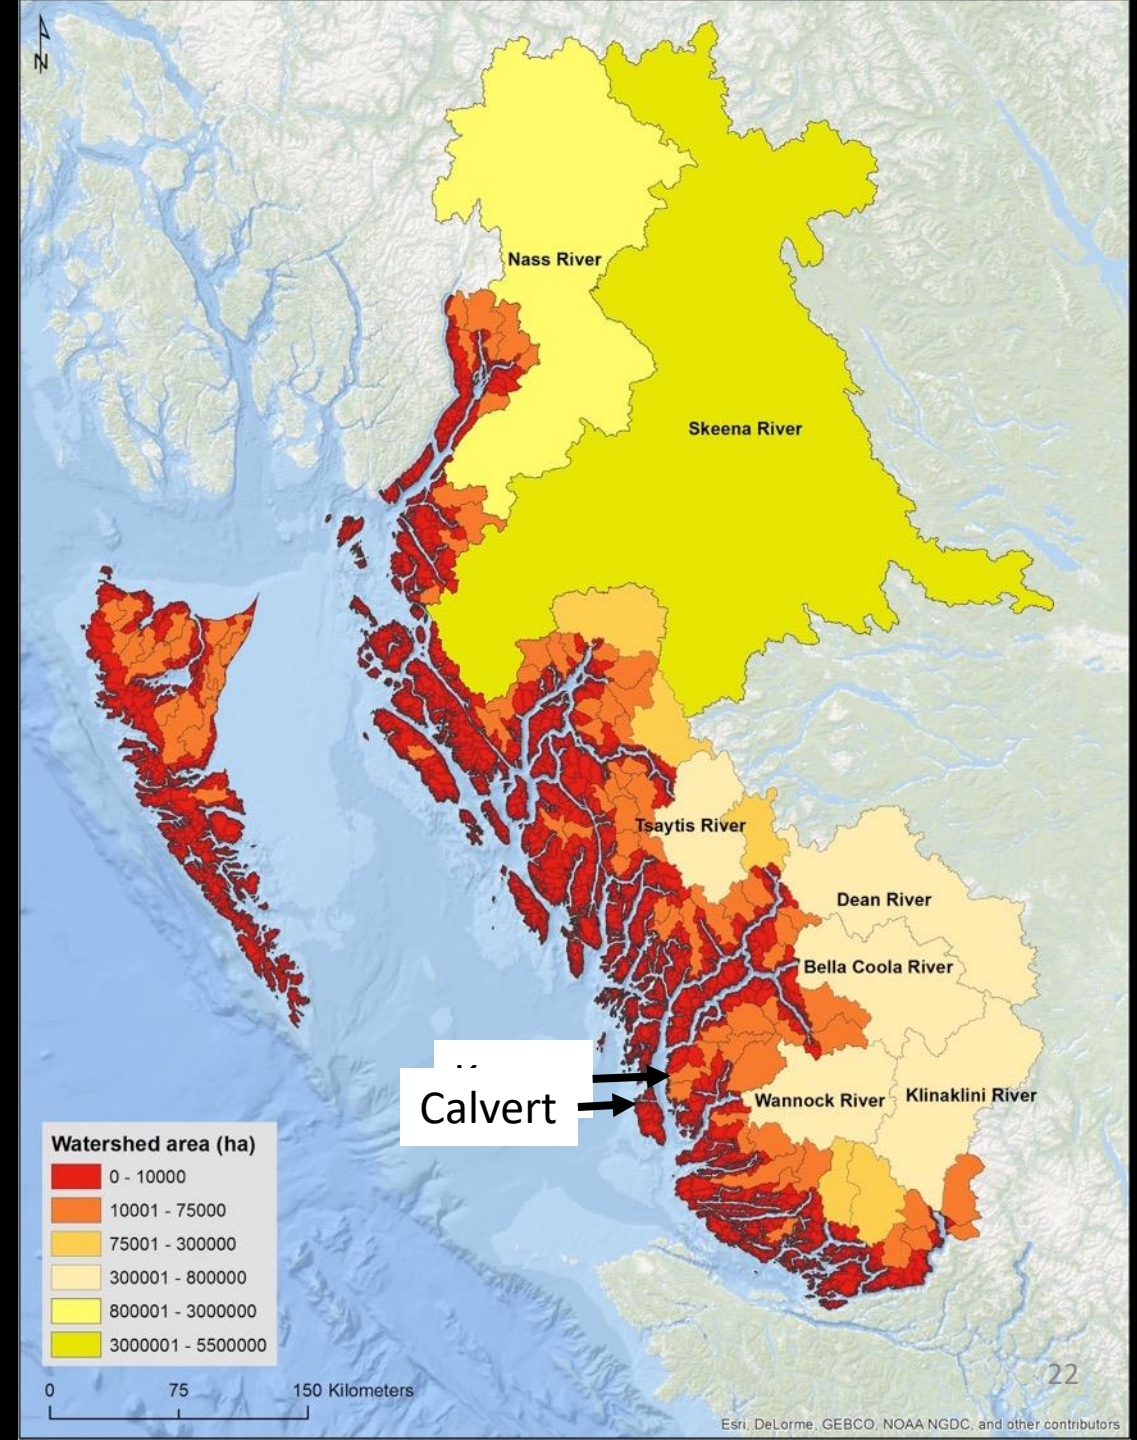 N
Nass River
Skeena River
Tsaytis River
Dean River
Bella Coola River
Wannock River
Klinaklini River
Calvert
Watershed area (ha)
0 - 10000
10001 - 75000
75001 - 300000
300001 - 800000
800001 - 3000000
3000001 - 5500000
0 75 150 Kilometers
22
Esri, DeLorme, GEBCO, NOAA NGDC, and other contributors